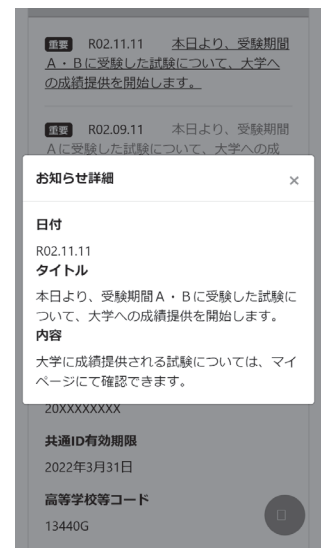 重要 R02.11.11 本日より、受験期間
A・Bに受験した試験について、大学へ
の成績提供を開始します。
重要 R02.09.11 本日より、受験期間
Aに受験した試験について、大学への成
お知らせ詳細 ×
日付
R02.11.11
タイトル
本日より、受験期間A・Bに受験した試験に
ついて、大学への成績提供を開始します。
内容
大学に成績提供される試験については、マイ
ページにて確認できます。
20XXXXXXXX
共通ID有効期限
2022年3月31日
高等学校等コード
13440G